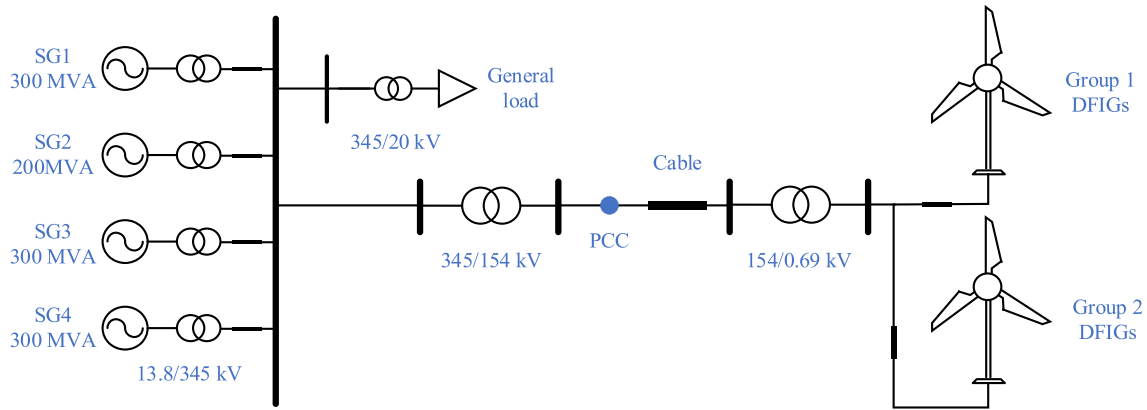 SG1
300 MVA
SG2
200MVA
SG3
300 MVA
SG4
300 MVA
13.8/345 kV
General
load
345/20 kV
345/154 kV
PCC
Cable
154/0.69 kV
Group 1
DFIGs
Group 2
DFIGs